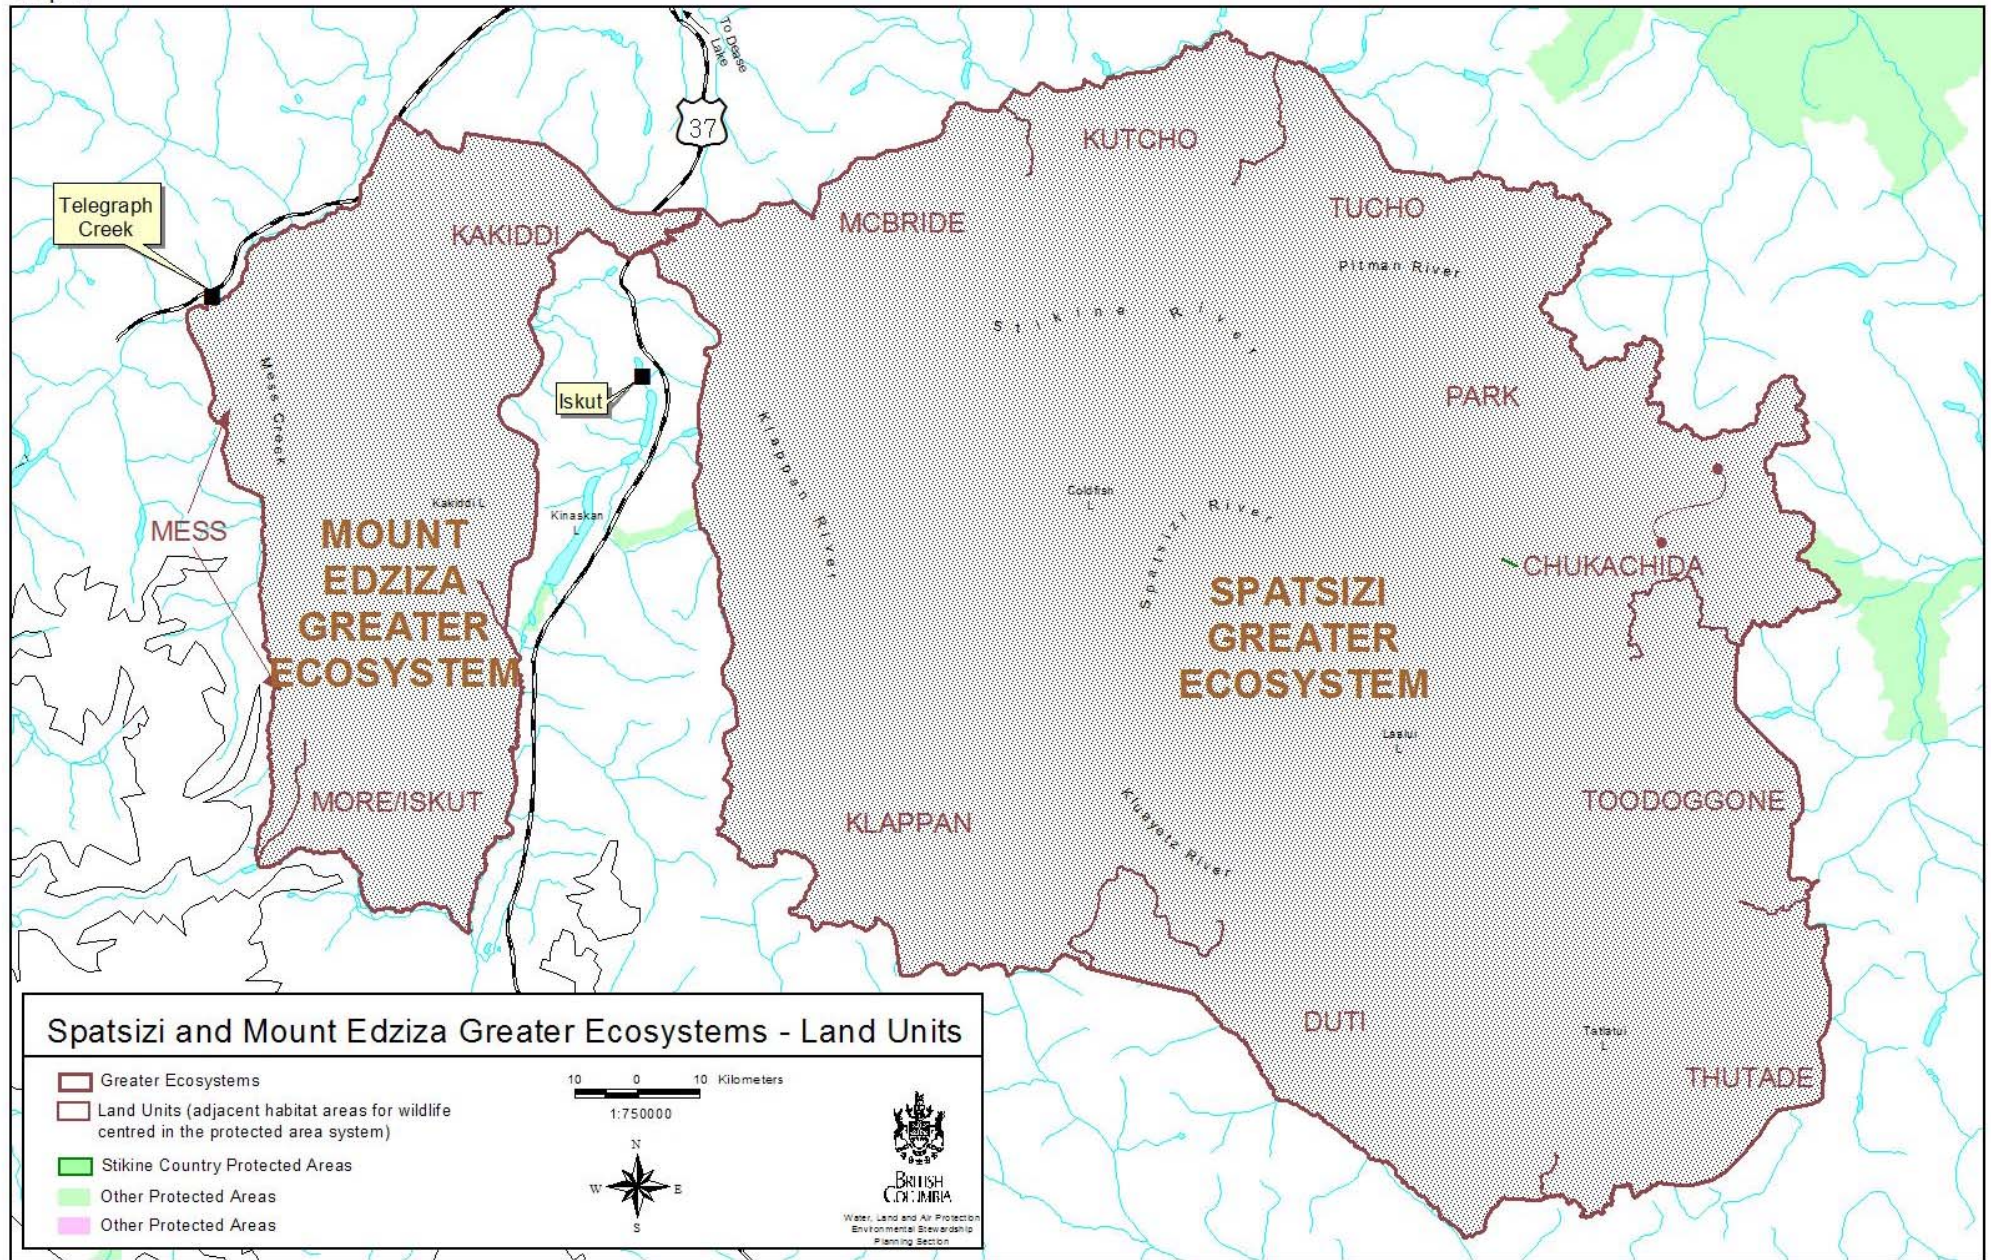 To Dease
Lake
37
KUTCHO
Telegraph
Creek
KAKIDDI
MCBRIDE
TUCHO
Pitman River
Stikine River
Mess Creek
Iskut
PARK
Klappan River
Kakiddi L
Kinaskan
L
Coldfish
L
Spatsizi River
MESS
MOUNT
EDZIZA
GREATER
ECOSYSTEM
CHUKACHIDA
SPATSIZI
GREATER
ECOSYSTEM
Laslui
L
MORE/ISKUT
KLAPPAN
Kluayetz River
TOODOGGONE
DUTI
Tatlatui
L
THUTADE
Spatsizi and Mount Edziza Greater Ecosystems - Land Units
Greater Ecosystems
Land Units (adjacent habitat areas for wildlife
centred in the protected area system)
Stikine Country Protected Areas
Other Protected Areas
Other Protected Areas
10 0 10 Kilometers
1:750000
N
W E
S
BRITISH
COLUMBIA
Water, Land and Air Protection
Environmental Stewardship
Planning Section